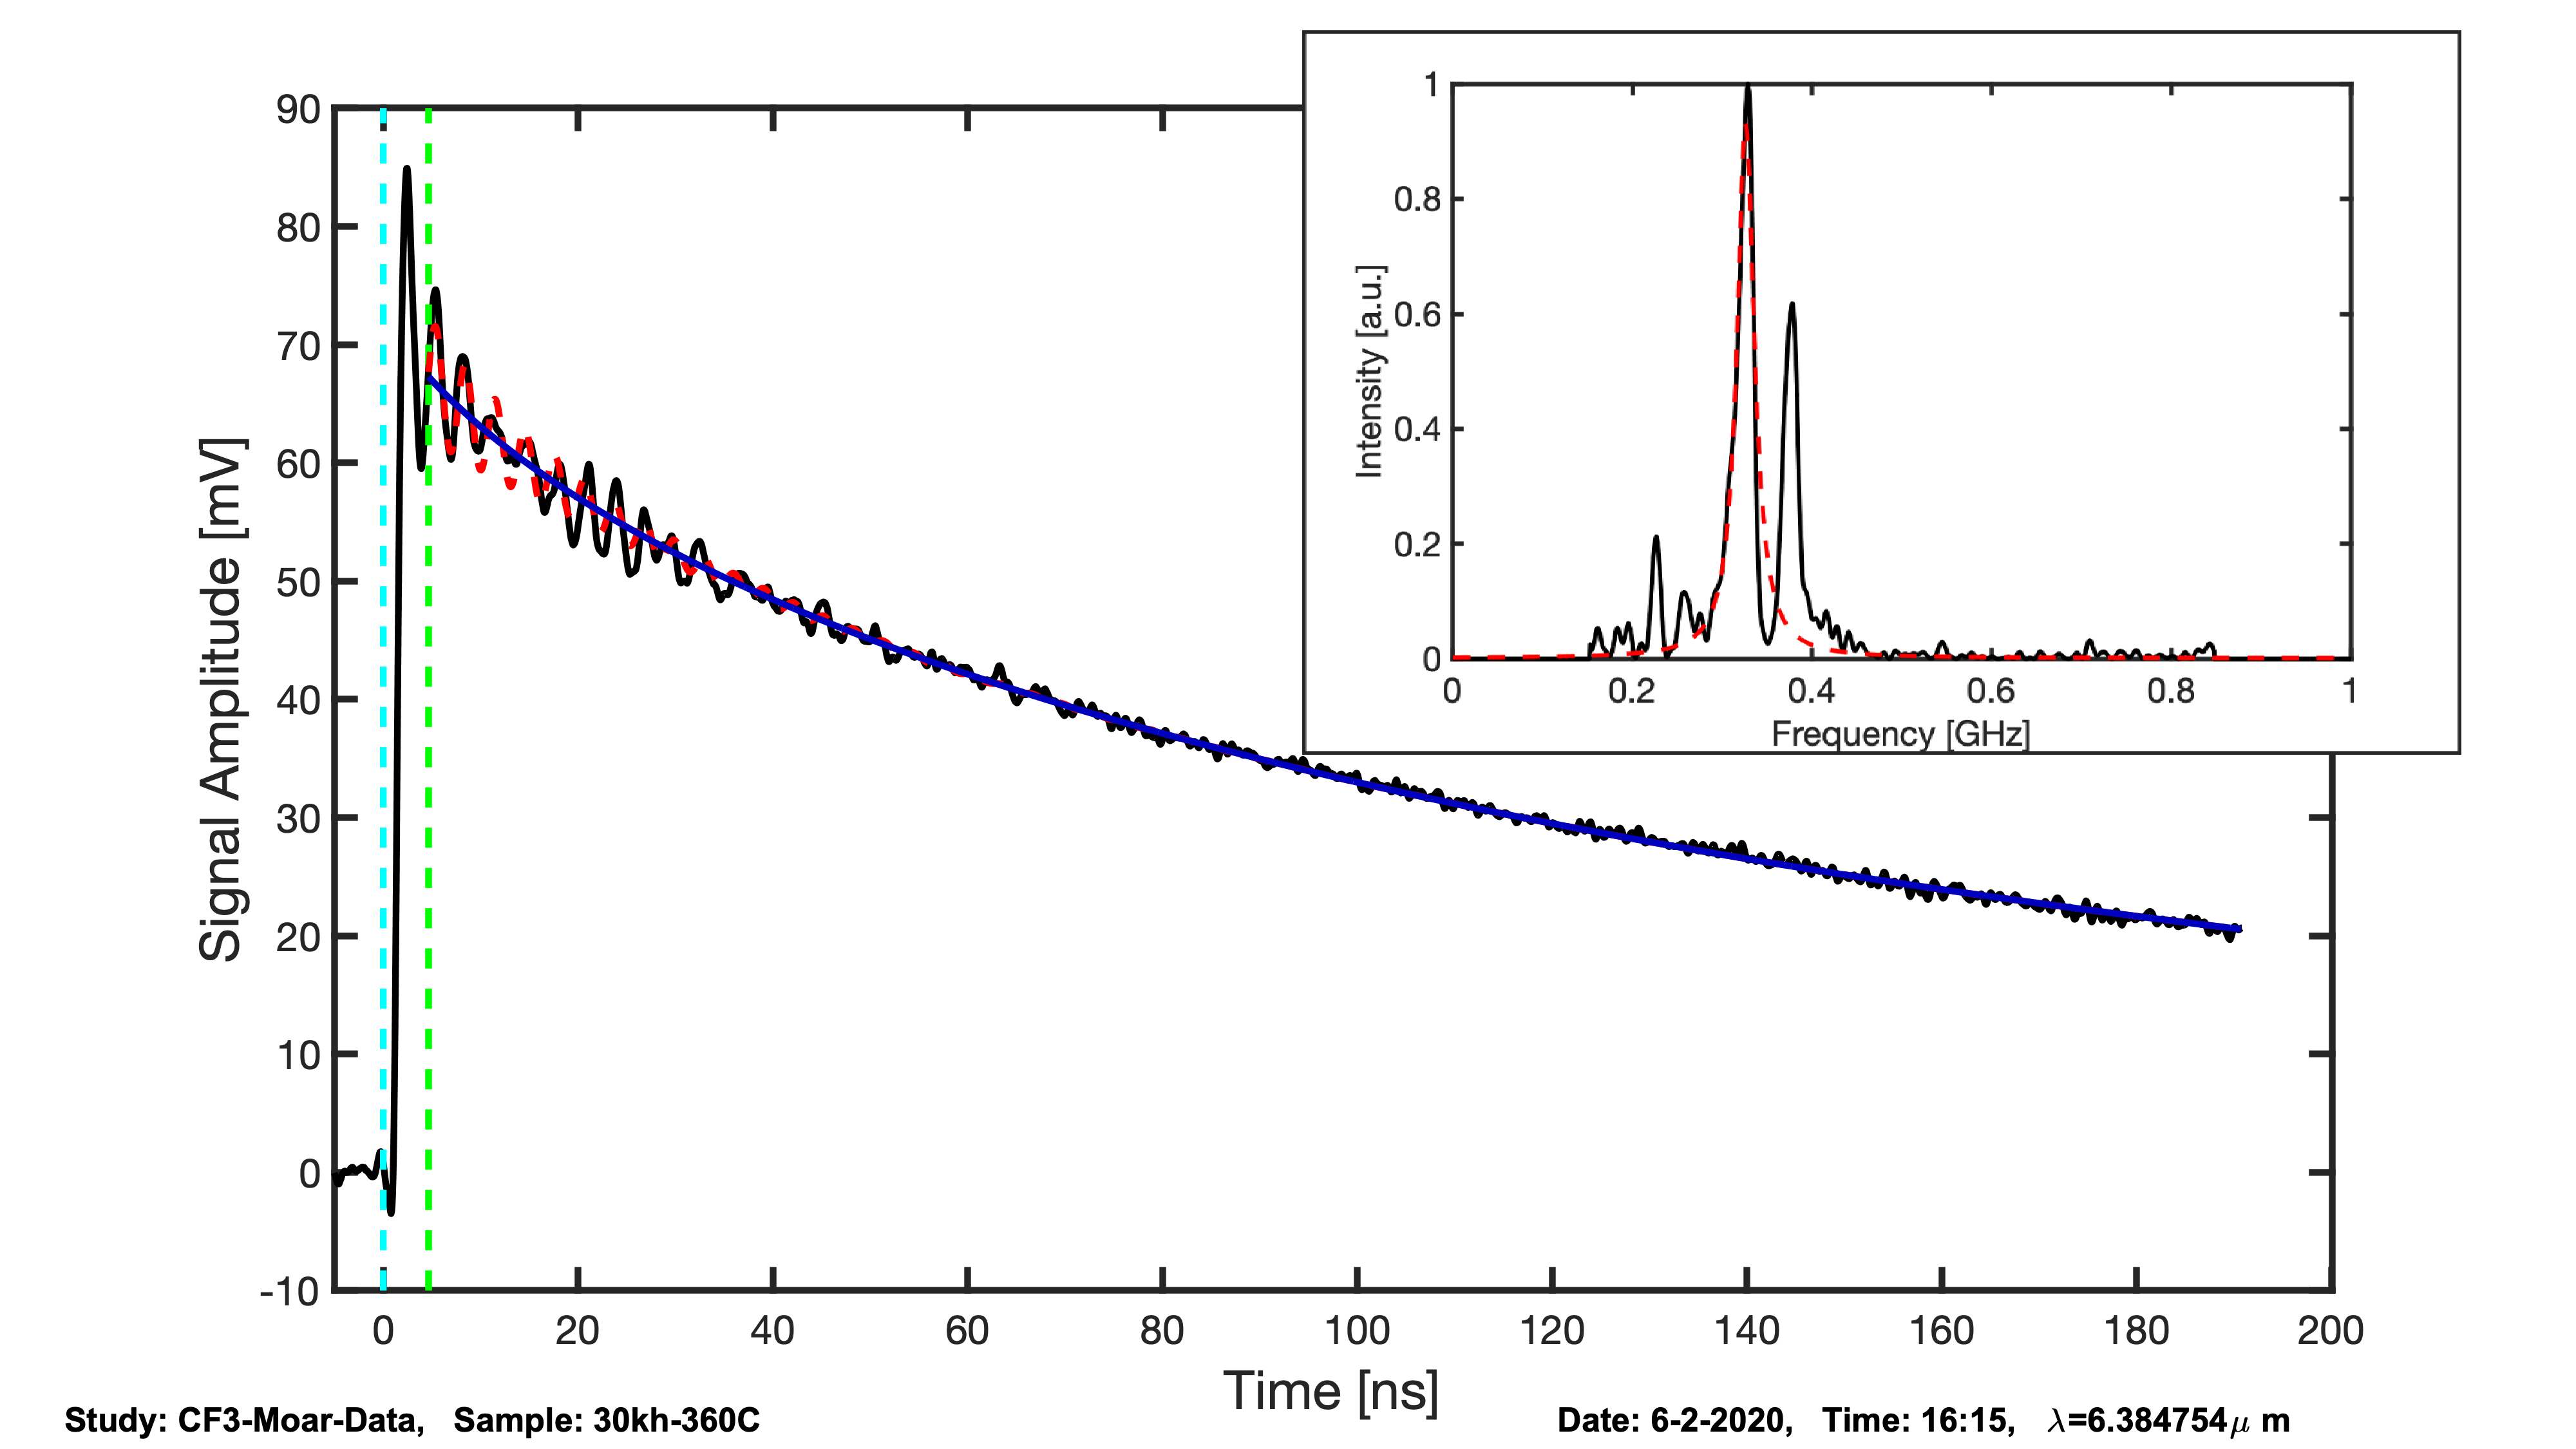 90
80
70
60
50
40
30
20
10
0
-10
Signal Amplitude [mV]
0 20 40 60 80 100 120 140 160 180 200
Time [ns]
1
0.8
0.6
0.4
0.2
0
Intensity [a.u.]
0 0.2 0.4 0.6 0.8 1
Frequency [GHz]
Study: CF3-Moar-Data, Sample: 30kh-360C
Date: 6-2-2020, Time: 16:15, λ=6.384754μ m